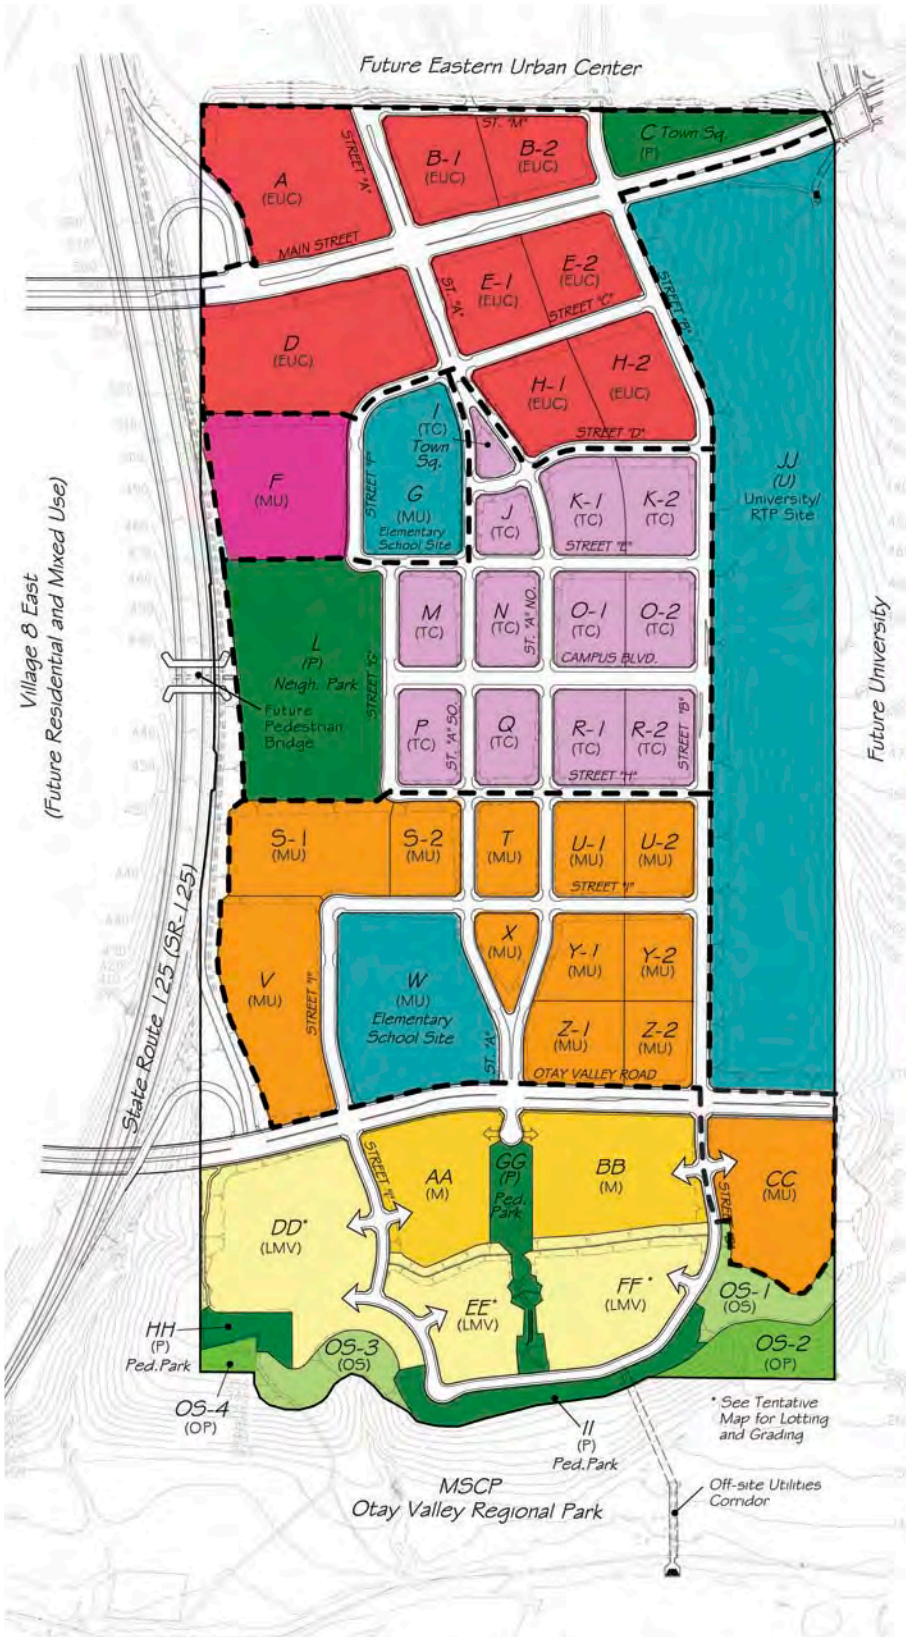 Future Eastern Urban Center
C Town Sq.
(P)
ST. "M"
STREET "A"
B-1
(EUC)
B-2
(EUC)
A
(EUC)
MAIN STREET
E-1
(EUC)
E-2
(EUC)
ST. "A"
STREET "C"
STREET "B"
D
(EUC)
H-1
(EUC)
H-2
(EUC)
STREET "D"
I
(TC)
Town
Sq.
F
(MU)
STREET "F"
G
(MU)
Elementary
School Site
J
(TC)
K-1
(TC)
K-2
(TC)
STREET "E"
JJ
(U)
University/
RTP Site
Village 8 East
(Future Residential and Mixed Use)
Future University
L
(P)
Neigh. Park
STREET "G"
Future
Pedestrian
Bridge
M
(TC)
N
(TC)
ST. "A" NO.
O-1
(TC)
O-2
(TC)
CAMPUS BLVD.
P
(TC)
ST. "A" SO.
Q
(TC)
R-1
(TC)
R-2
(TC)
STREET "B"
STREET "H"
S-1
(MU)
S-2
(MU)
T
(MU)
U-1
(MU)
U-2
(MU)
STREET "I"
State Route 125 (SR-125)
V
(MU)
STREET "I"
W
(MU)
Elementary
School Site
X
(MU)
Y-1
(MU)
Y-2
(MU)
Z-1
(MU)
Z-2
(MU)
ST. "A"
OTAY VALLEY ROAD
STREET "I"
AA
(M)
GG
(P)
Ped.
Park
BB
(M)
CC
(MU)
STREET
DD*
(LMV)
EE*
(LMV)
FF *
(LMV)
OS-1
(OS)
OS-2
(OP)
HH
(P)
Ped.Park
OS-3
(OS)
OS-4
(OP)
II
(P)
Ped.Park
* See Tentative
Map for Lotting
and Grading
MSCP
Otay Valley Regional Park
Off-site Utilities
Corridor